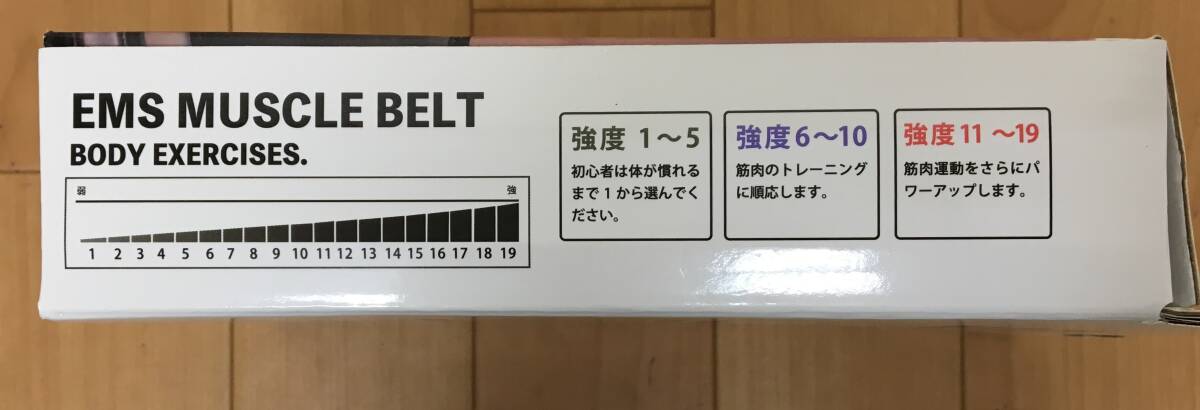 EMS MUSCLE BELT
BODY EXERCISES.
弱 強
1 2 3 4 5 6 7 8 9 10 11 12 13 14 15 16 17 18 19
強度 1～5
初心者は体が慣れる
まで 1 から選んでく
ださい。
強度 6～10
筋肉のトレーニング
に順応します。
強度 11 ～19
筋肉運動をさらにパ
ワーアップします。